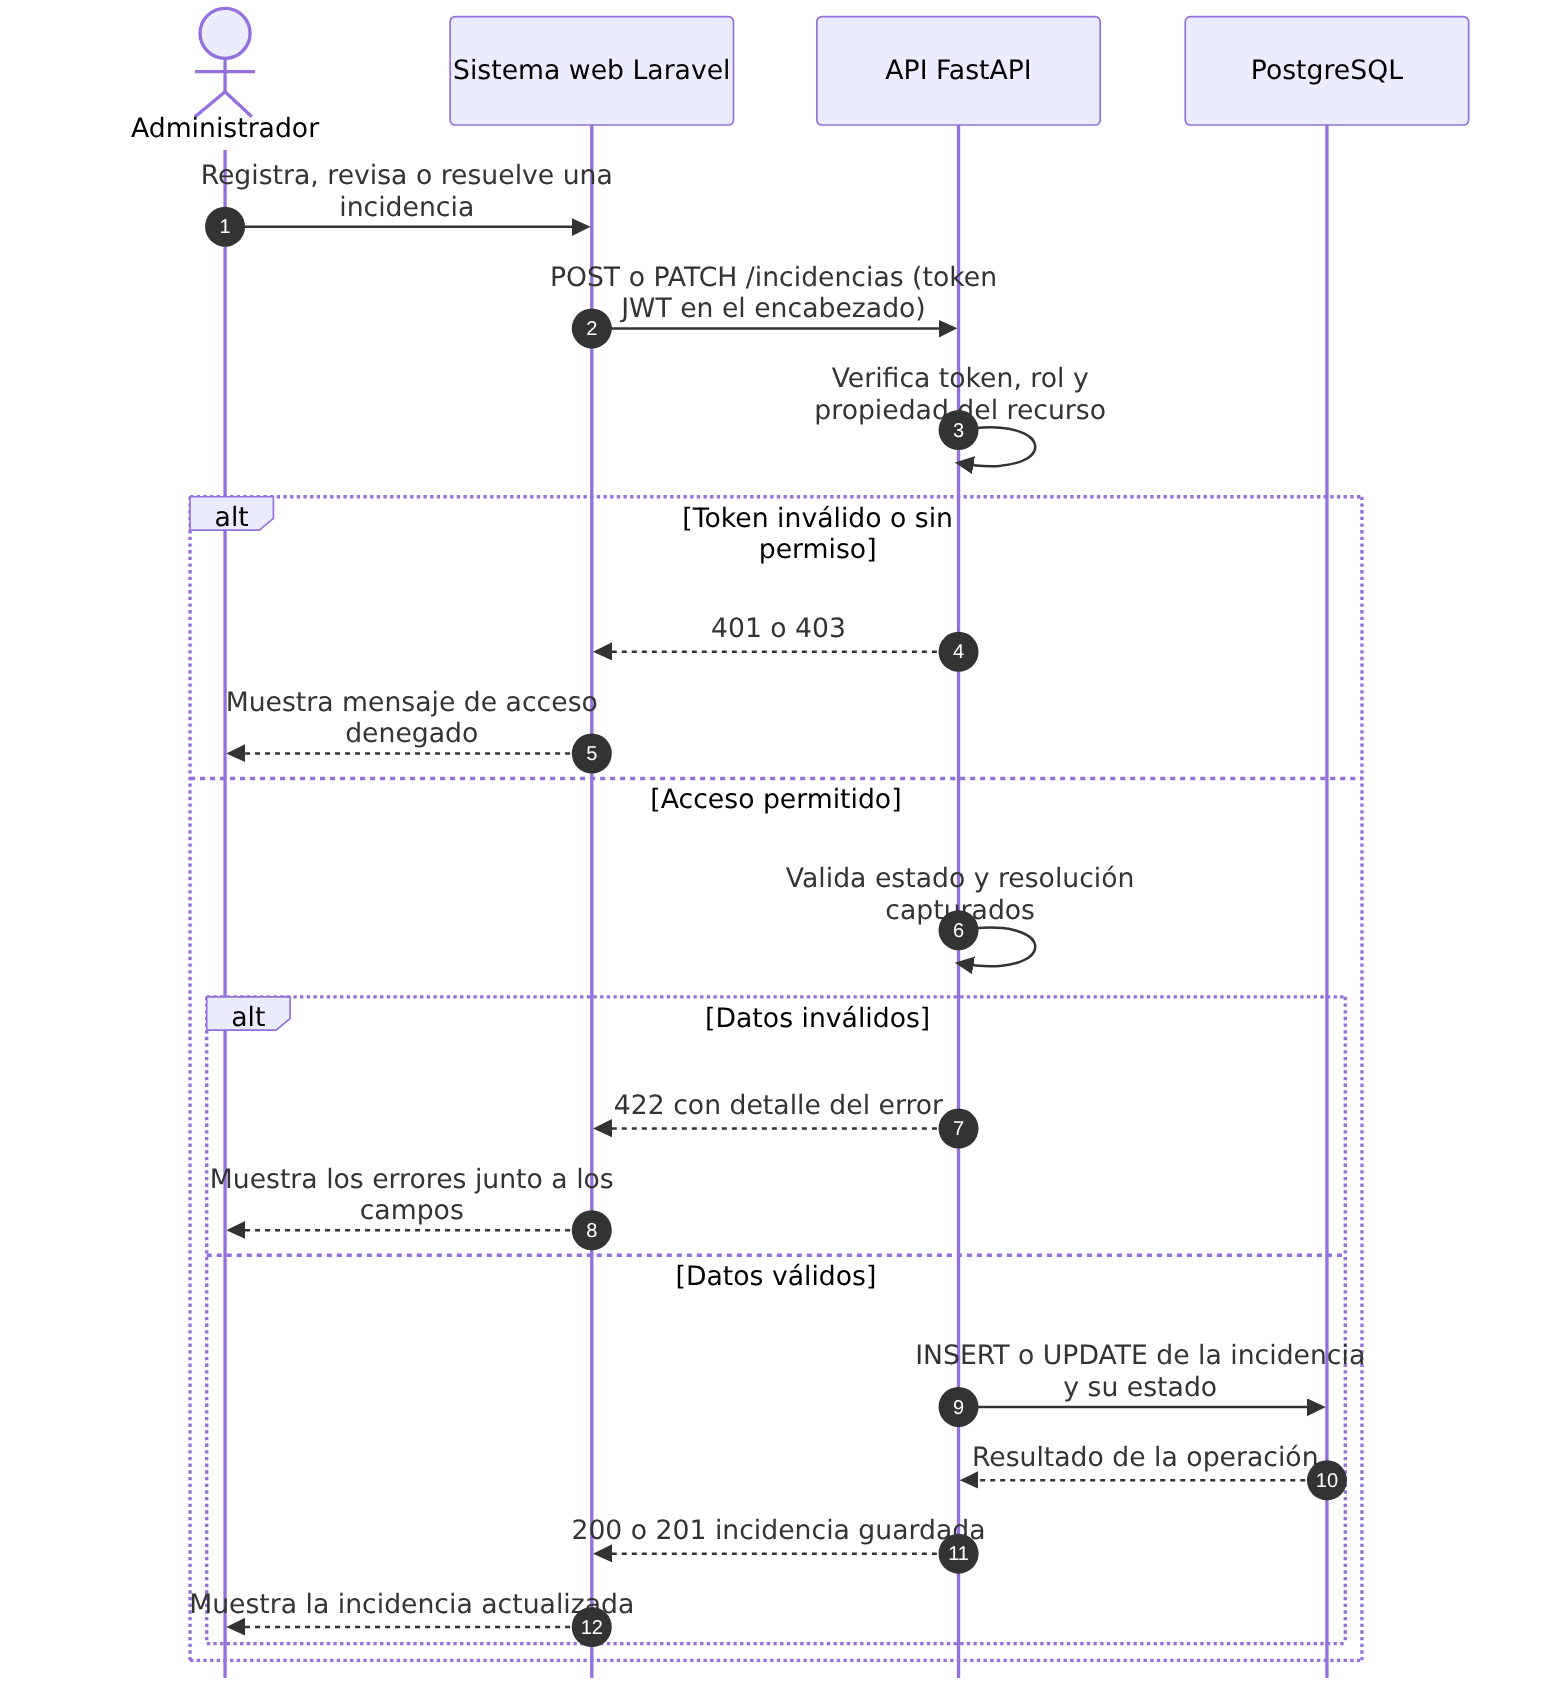 Administrador
Sistema web Laravel
API FastAPI
PostgreSQL
Registra, revisa o resuelve una
incidencia
1
POST o PATCH /incidencias (token
JWT en el encabezado)
2
Verifica token, rol y
propiedad del recurso
3
alt
[Token inválido o sin
permiso]
401 o 403
4
Muestra mensaje de acceso
denegado
5
[Acceso permitido]
Valida estado y resolución
capturados
6
alt
[Datos inválidos]
422 con detalle del error
7
Muestra los errores junto a los
campos
8
[Datos válidos]
INSERT o UPDATE de la incidencia
y su estado
9
Resultado de la operación
10
200 o 201 incidencia guardada
11
Muestra la incidencia actualizada
12